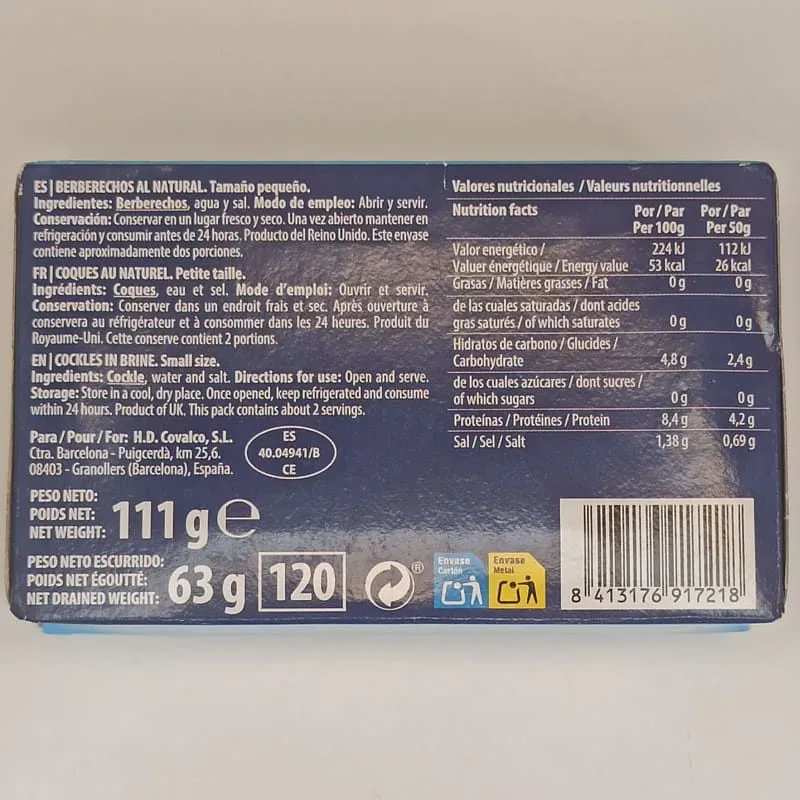 ES | BERBERECHOS AL NATURAL. Tamaño pequeño.
Ingredientes: Berberechos, agua y sal. Modo de empleo: Abrir y servir.
Conservación: Conservar en un lugar fresco y seco. Una vez abierto mantener en
refrigeración y consumir antes de 24 horas. Producto del Reino Unido. Este envase
contiene aproximadamente dos porciones.
FR | COQUES AU NATUREL. Petite taille.
Ingrédients: Coques, eau et sel. Mode d'emploi: Ouvrir et servir.
Conservation: Conserver dans un endroit frais et sec. Après ouverture à
conservera au réfrigérateur et à consommer dans les 24 heures. Produit du
Royaume-Uni. Cette conserve contient 2 portions.
EN | COCKLES IN BRINE. Small size.
Ingredients: Cockle, water and salt. Directions for use: Open and serve.
Storage: Store in a cool, dry place. Once opened, keep refrigerated and consume
within 24 hours. Product of UK. This pack contains about 2 servings.
Para / Pour / For: H.D. Covalco, S.L.
Ctra. Barcelona - Puigcerdà, km 25,6.
08403 - Granollers (Barcelona), España.
ES
40.04941/B
CE
PESO NETO:
POIDS NET:
NET WEIGHT:
111 g e
PESO NETO ESCURRIDO:
POIDS NET ÉGOUTTÉ:
NET DRAINED WEIGHT:
63 g
120
®
Envase
Cartón
Envase
Metal
Valores nutricionales / Valeurs nutritionnelles
Nutrition facts
Por / Par Por / Par
Per 100g Per 50g
Valor energético / 224 kJ 112 kJ
Valuer énergétique / Energy value 53 kcal 26 kcal
Grasas / Matières grasses / Fat 0 g 0 g
de las cuales saturadas / dont acides
gras saturés / of which saturates 0 g 0 g
Hidratos de carbono / Glucides /
Carbohydrate 4,8 g 2,4 g
de los cuales azúcares / dont sucres /
of which sugars 0 g 0 g
Proteínas / Protéines / Protein 8,4 g 4,2 g
Sal / Sel / Salt 1,38 g 0,69 g
8 413176 917218